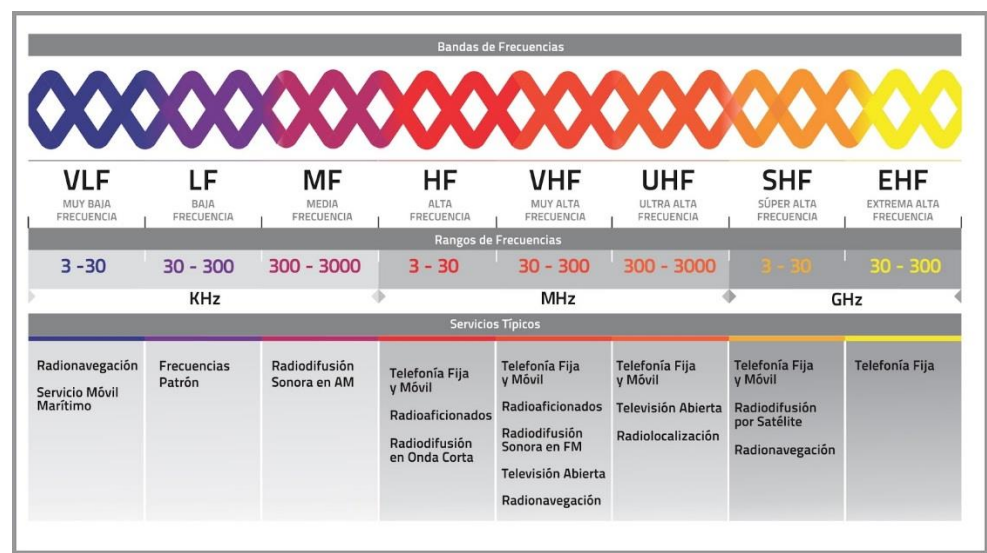 Bandas de Frecuencias
VLF
MUY BAJA
FRECUENCIA
LF
BAJA
FRECUENCIA
MF
MEDIA
FRECUENCIA
HF
ALTA
FRECUENCIA
VHF
MUY ALTA
FRECUENCIA
UHF
ULTRA ALTA
FRECUENCIA
SHF
SÚPER ALTA
FRECUENCIA
EHF
EXTREMA ALTA
FRECUENCIA
Rangos de Frecuencias
3 -30
30 - 300
300 - 3000
3 - 30
30 - 300
300 - 3000
3 - 30
30 - 300
KHz
MHz
GHz
Servicios Típicos
Radionavegación
Servicio Móvil
Marítimo
Frecuencias
Patrón
Radiodifusión
Sonora en AM
Telefonía Fija
y Móvil
Radioaficionados
Radiodifusión
en Onda Corta
Telefonía Fija
y Móvil
Radioaficionados
Radiodifusión
Sonora en FM
Televisión Abierta
Radionavegación
Telefonía Fija
y Móvil
Televisión Abierta
Radiolocalización
Telefonía Fija
y Móvil
Radiodifusión
por Satélite
Radionavegación
Telefonía Fija